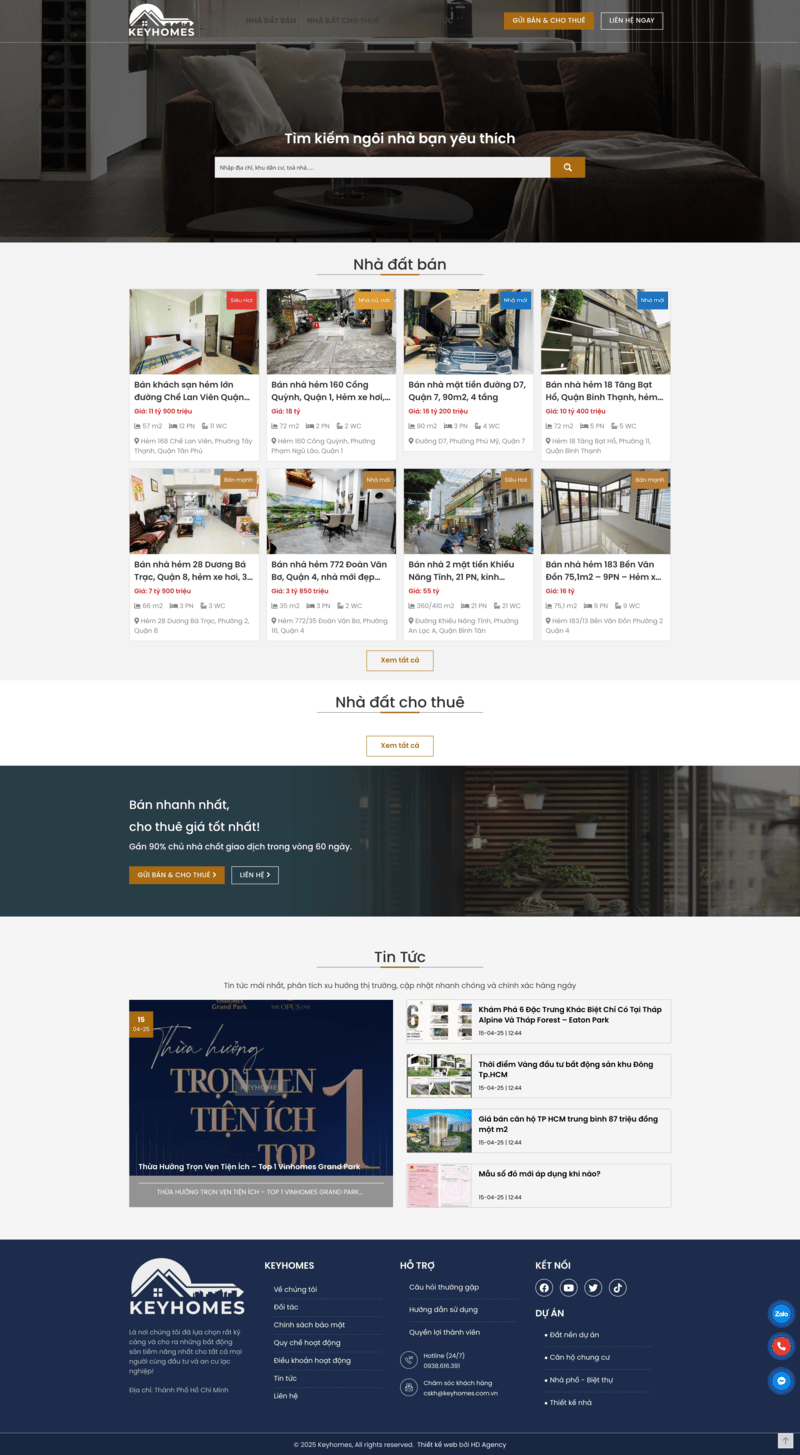 KEYHOMES
NHÀ ĐẤT BÁN NHÀ ĐẤT CHO THUÊ
GỬI BÁN & CHO THUÊ
LIÊN HỆ NGAY
Tìm kiếm ngôi nhà bạn yêu thích
Nhập địa chỉ, khu dân cư, toà nhà....
Nhà đất bán
Siêu Hot
Nhà cũ, nát
Nhà mới
Nhà mới
Bán khách sạn hẻm lớn
đường Chế Lan Viên Quận...
Giá: 11 tỷ 900 triệu
57 m2 12 PN 11 WC
Hẻm 168 Chế Lan Viên, Phường Tây
Thạnh, Quận Tân Phú
Bán nhà hẻm 160 Cống
Quỳnh, Quận 1, Hẻm xe hơi,...
Giá: 18 tỷ
72 m2 2 PN 2 WC
Hẻm 160 Cống Quỳnh, Phường
Phạm Ngũ Lão, Quận 1
Bán nhà mặt tiền đường D7,
Quận 7, 90m2, 4 tầng
Giá: 16 tỷ 200 triệu
90 m2 3 PN 4 WC
Đường D7, Phường Phú Mỹ, Quận 7
Bán nhà hẻm 18 Tăng Bạt
Hổ, Quận Bình Thạnh, hẻm...
Giá: 10 tỷ 400 triệu
72 m2 5 PN 5 WC
Hẻm 18 Tăng Bạt Hổ, Phường 11,
Quận Bình Thạnh
Bán mạnh
Nhà mới
Siêu Hot
Bán mạnh
Bán nhà hẻm 28 Dương Bá
Trạc, Quận 8, hẻm xe hơi, 3...
Giá: 7 tỷ 900 triệu
66 m2 3 PN 3 WC
Hẻm 28 Dương Bá Trạc, Phường 2,
Quận 8
Bán nhà hẻm 772 Đoàn Văn
Bơ, Quận 4, nhà mới đẹp...
Giá: 3 tỷ 650 triệu
35 m2 3 PN 2 WC
Hẻm 772/35 Đoàn Văn Bơ, Phường
16, Quận 4
Bán nhà 2 mặt tiền Khiếu
Năng Tĩnh, 21 PN, kinh...
Giá: 55 tỷ
360/410 m2 21 PN 21 WC
Đường Khiếu Năng Tĩnh, Phường
An Lạc A, Quận Bình Tân
Bán nhà hẻm 183 Bến Vân
Đồn 75,1m2 – 9PN – Hẻm x...
Giá: 16 tỷ
75,1 m2 9 PN 9 WC
Hẻm 183/13 Bến Vân Đồn Phường 2
Quận 4
Xem tất cả
Nhà đất cho thuê
Xem tất cả
Bán nhanh nhất,
cho thuê giá tốt nhất!
Gần 90% chủ nhà chốt giao dịch trong vòng 60 ngày.
GỬI BÁN & CHO THUÊ
LIÊN HỆ
Tin Tức
Tin tức mới nhất, phân tích xu hướng thị trường, cập nhật nhanh chóng và chính xác hàng ngày
15
04-25
Grand Park
Thừa hưởng
TRỌN VẸN
TIỆN ÍCH
TOP 1
KEYHOMES
Thừa Hưởng Trọn Vẹn Tiện Ích – Top 1 Vinhomes Grand Park
THỪA HƯỞNG TRỌN VẸN TIỆN ÍCH – TOP 1 VINHOMES GRAND PARK...
6
Khám Phá 6 Đặc Trưng Khác Biệt Chỉ Có Tại Tháp
Alpine Và Tháp Forest – Eaton Park
15-04-25 | 12:44
Thời điểm Vàng đầu tư bất động sản khu Đông
Tp.HCM
15-04-25 | 12:44
Giá bán căn hộ TP HCM trung bình 87 triệu đồng
một m2
15-04-25 | 12:44
Mẫu sổ đỏ mới áp dụng khi nào?
15-04-25 | 12:44
KEYHOMES
Là nơi chúng tôi đã lựa chọn rất kỹ
càng và cho ra những bất động
sản tiềm năng nhất cho tất cả mọi
người cùng đầu tư và an cư lạc
nghiệp!
Địa chỉ: Thành Phố Hồ Chí Minh
KEYHOMES
Về chúng tôi
Đối tác
Chính sách bảo mật
Quy chế hoạt động
Điều khoản hoạt động
Tin tức
Liên hệ
HỖ TRỢ
Câu hỏi thường gặp
Hướng dẫn sử dụng
Quyền lợi thành viên
Hotline (24/7)
0938.616.391
Chăm sóc khách hàng
cskh@keyhomes.com.vn
KẾT NỐI
DỰ ÁN
Đất nền dự án
Căn hộ chung cư
Nhà phố - Biệt thự
Thiết kế nhà
Zalo
© 2025 Keyhomes, All rights reserved. Thiết kế web bởi HD Agency